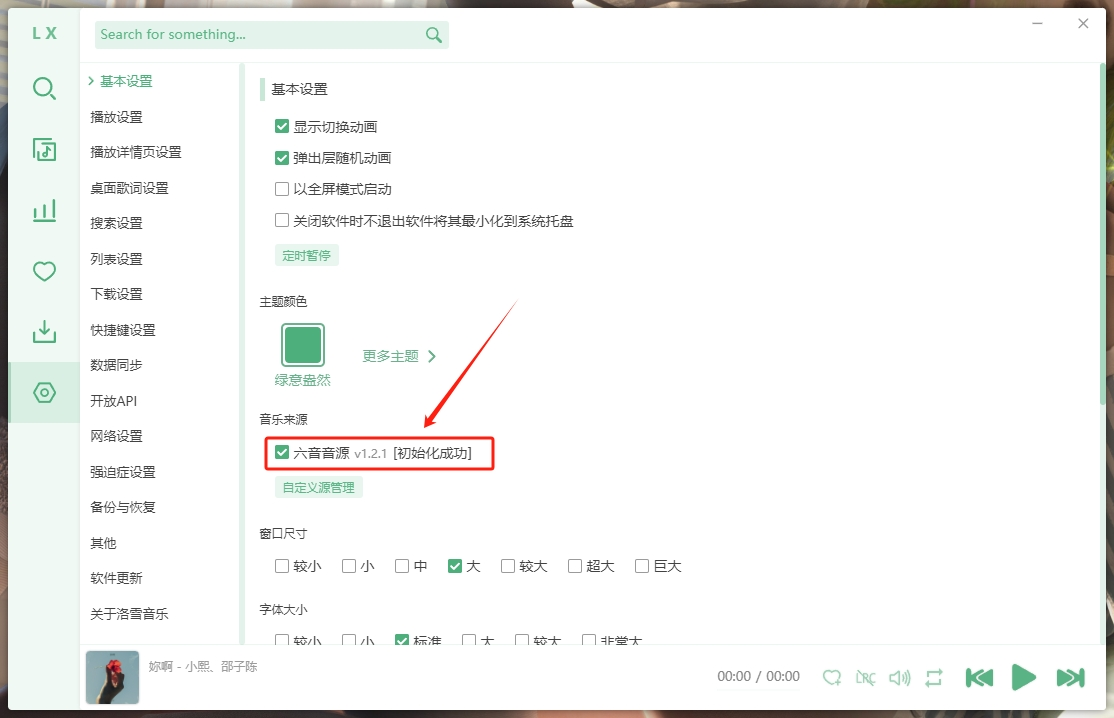 LX
Search for something...
基本设置
播放设置
播放详情页设置
桌面歌词设置
搜索设置
列表设置
下载设置
快捷键设置
数据同步
开放API
网络设置
强迫症设置
备份与恢复
其他
软件更新
关于洛雪音乐
基本设置
显示切换动画
弹出层随机动画
以全屏模式启动
关闭软件时不退出软件将其最小化到系统托盘
定时暂停
主题颜色
更多主题
绿意盎然
音乐来源
六音音源 v1.2.1 [初始化成功]
自定义源管理
窗口尺寸
较小 小 中 大 较大 超大 巨大
字体大小
较小 小 标准 大 较大 非常大
妳啊 - 小熙、邵子陈
00:00 / 00:00
LRC